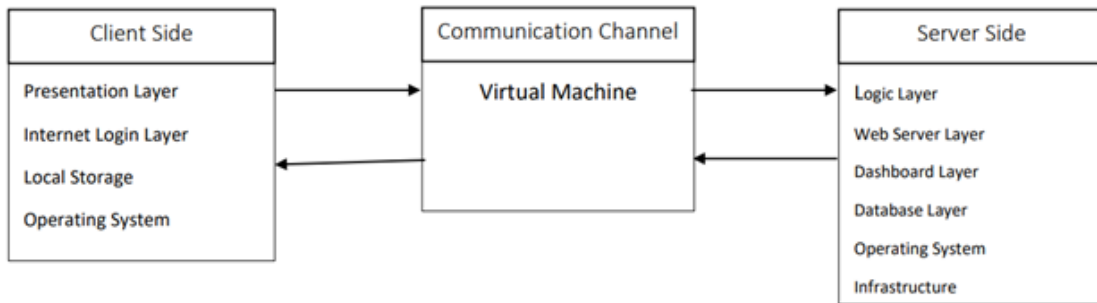 Client Side
Presentation Layer
Internet Login Layer
Local Storage
Operating System
Communication Channel
Virtual Machine
Server Side
Logic Layer
Web Server Layer
Dashboard Layer
Database Layer
Operating System
Infrastructure